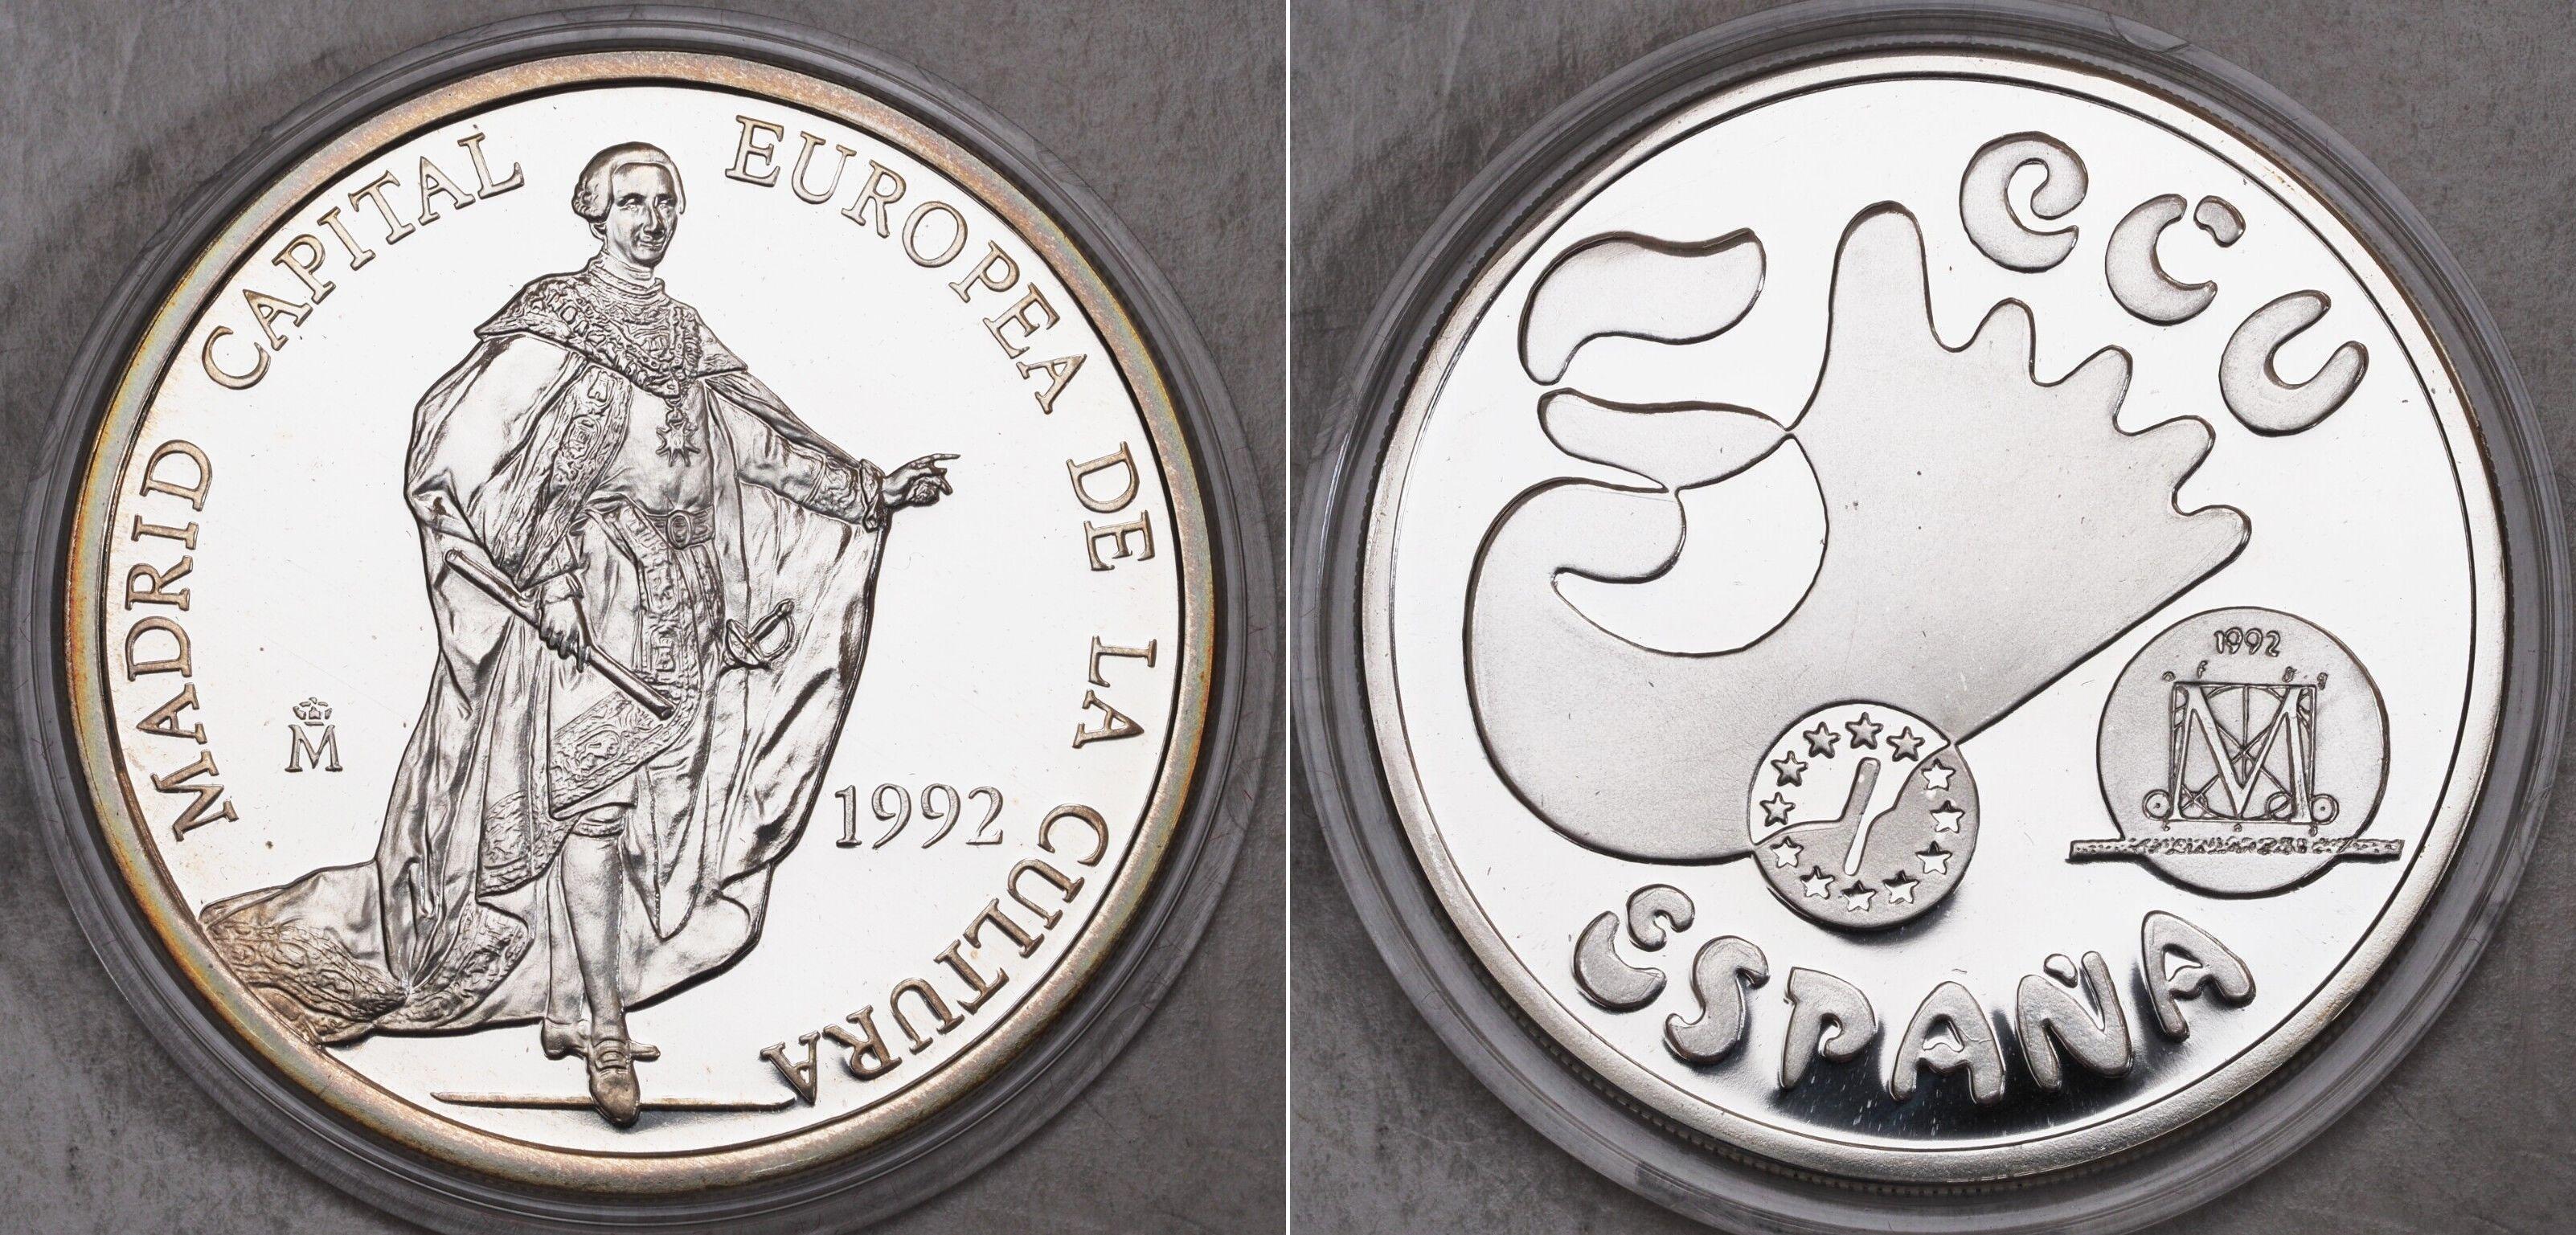 MADRID CAPITAL EUROPEA DE LA CULTURA
M
1992
ecu
1992
M
ESPAÑA